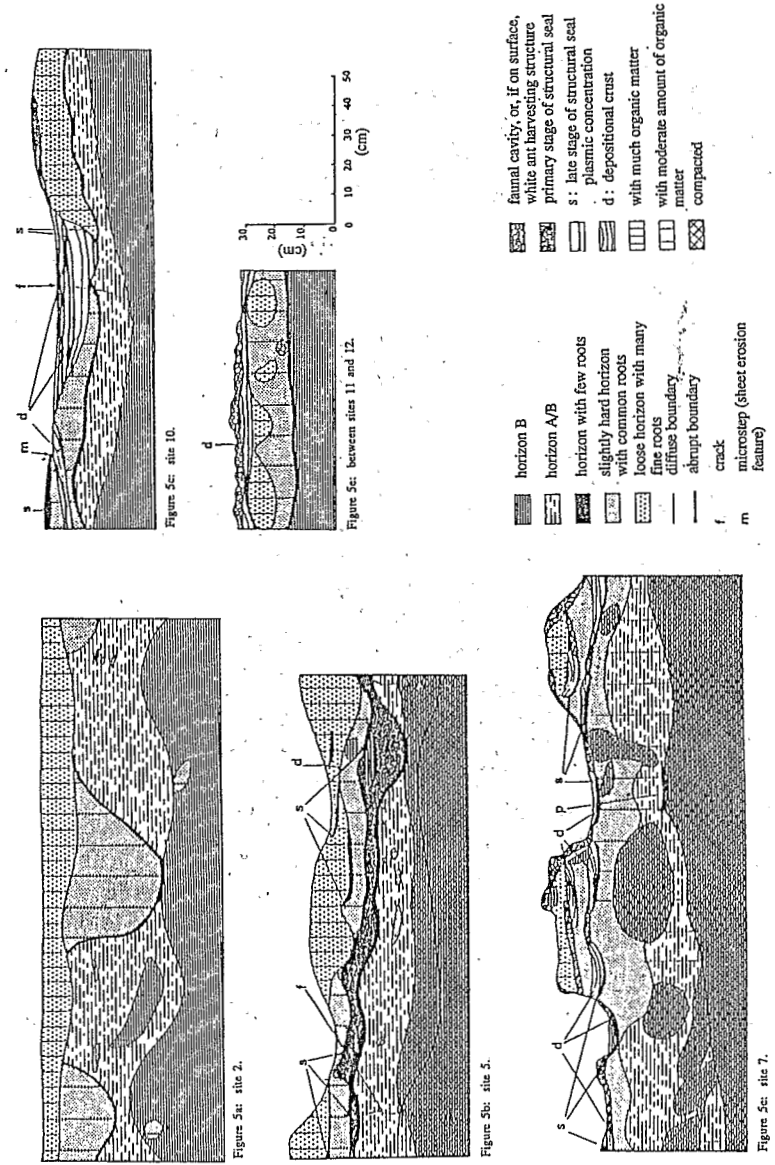 Figure 5a: site 2.
s
f
s
d
Figure 5b: site 5.
s
d
d
p
s
Figure 5c: site 7.
s
m
d
f
s
Figure 5c: site 10.
d
Figure 5e: between sites 11 and 12.
30
20
10
0
(cm)
0 10 20 30 40 50
(cm)
horizon B
horizon A/B
horizon with few roots
slightly hard horizon
with common roots
loose horizon with many
fine roots
diffuse boundary
abrupt boundary
f crack
m microstep (sheet erosion
feature)
faunal cavity, or, if on surface,
white ant harvesting structure
primary stage of structural seal
s : late stage of structural seal
plasmic concentration
d : depositional crust
with much organic matter
with moderate amount of organic
matter
compacted